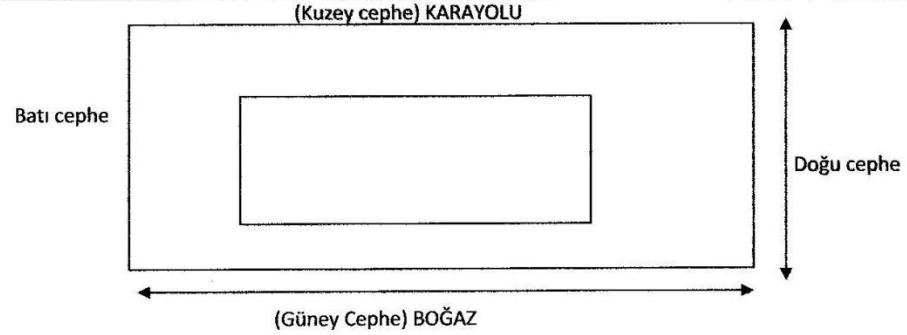 (Kuzey cephe) KARAYOLU
Batı cephe
Doğu cephe
(Güney Cephe) BOĞAZ